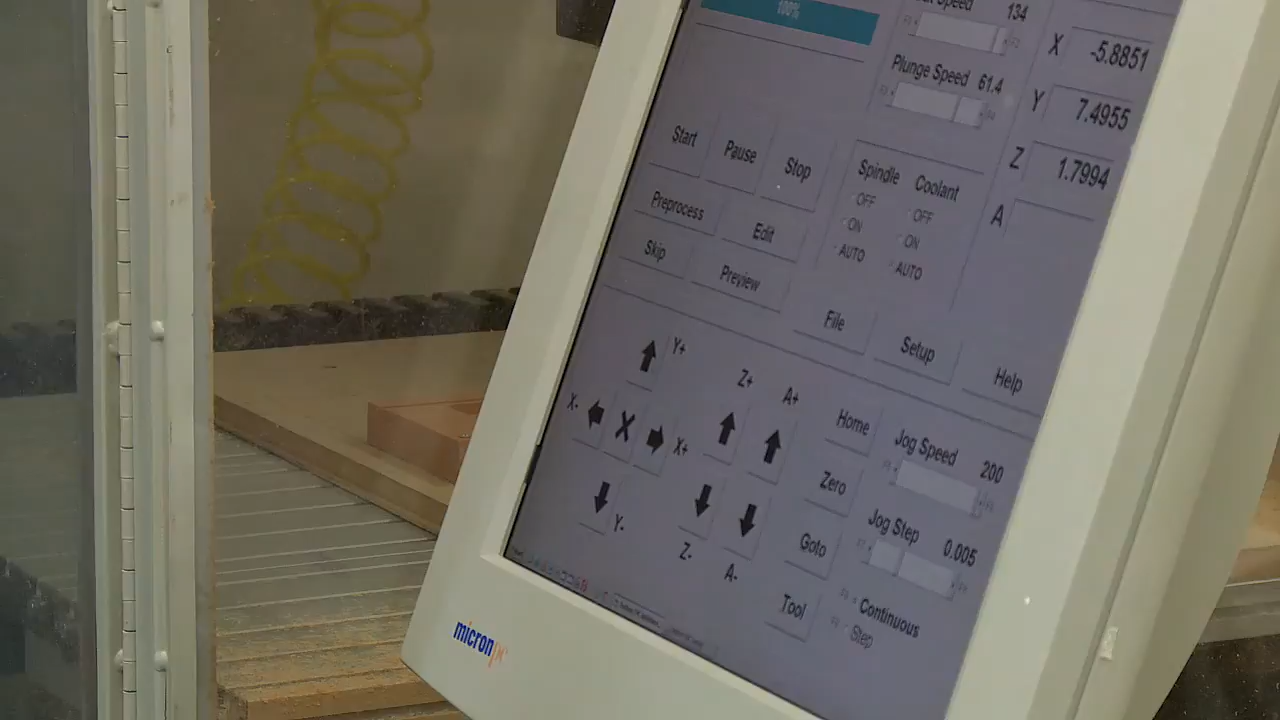 100%
Speed 134
Plunge Speed 61.4
X -5.8851
Y 7.4955
Z 1.7994
A
Start Pause Stop
Preprocess Edit
Skip Preview
Spindle Coolant
OFF OFF
ON ON
AUTO AUTO
File Setup Help
Y+
X- X+
Y-
Z+ A+
Z- A-
Home
Zero
Goto
Tool
Jog Speed 200
Jog Step 0.005
Continuous
Step
micronpc